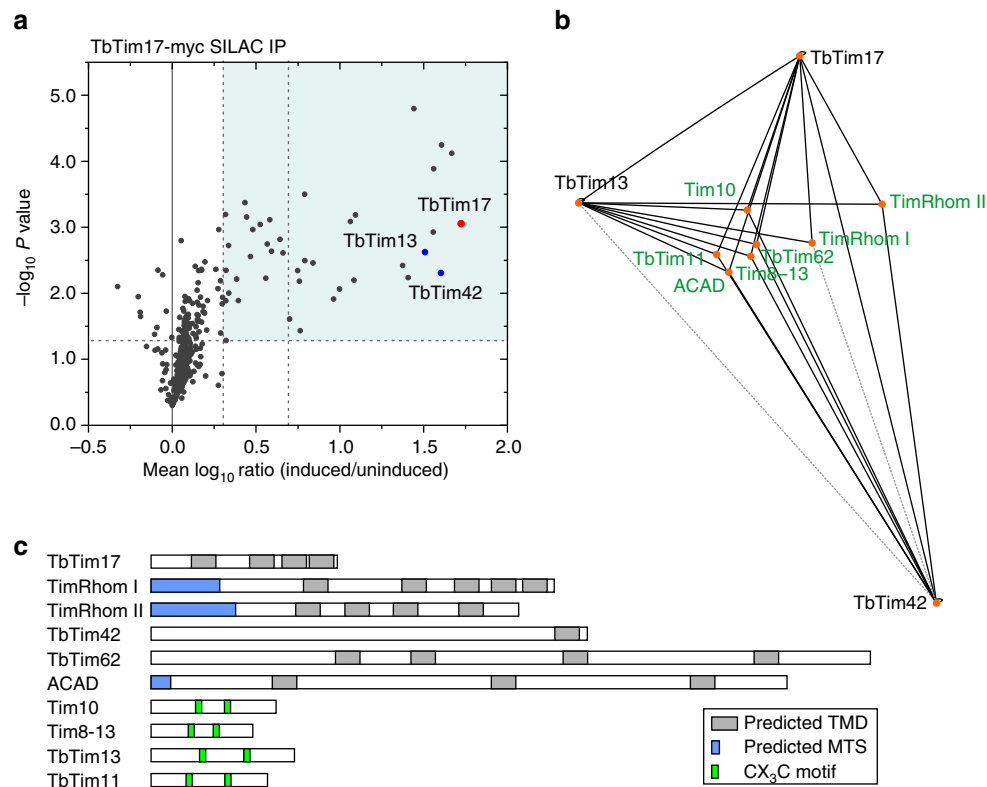 a
TbTim17-myc SILAC IP
5.0
4.0
3.0
2.0
1.0
0.0
–log10 P value
TbTim17
TbTim13
TbTim42
–0.5
0.0
0.5
1.0
1.5
2.0
Mean log10 ratio (induced/uninduced)
b
TbTim17
TbTim13
Tim10
TimRhom II
TimRhom I
TbTim11
TbTim62
Tim8–13
ACAD
TbTim42
c
TbTim17
TimRhom I
TimRhom II
TbTim42
TbTim62
ACAD
Tim10
Tim8-13
TbTim13
TbTim11
Predicted TMD
Predicted MTS
CX3C motif